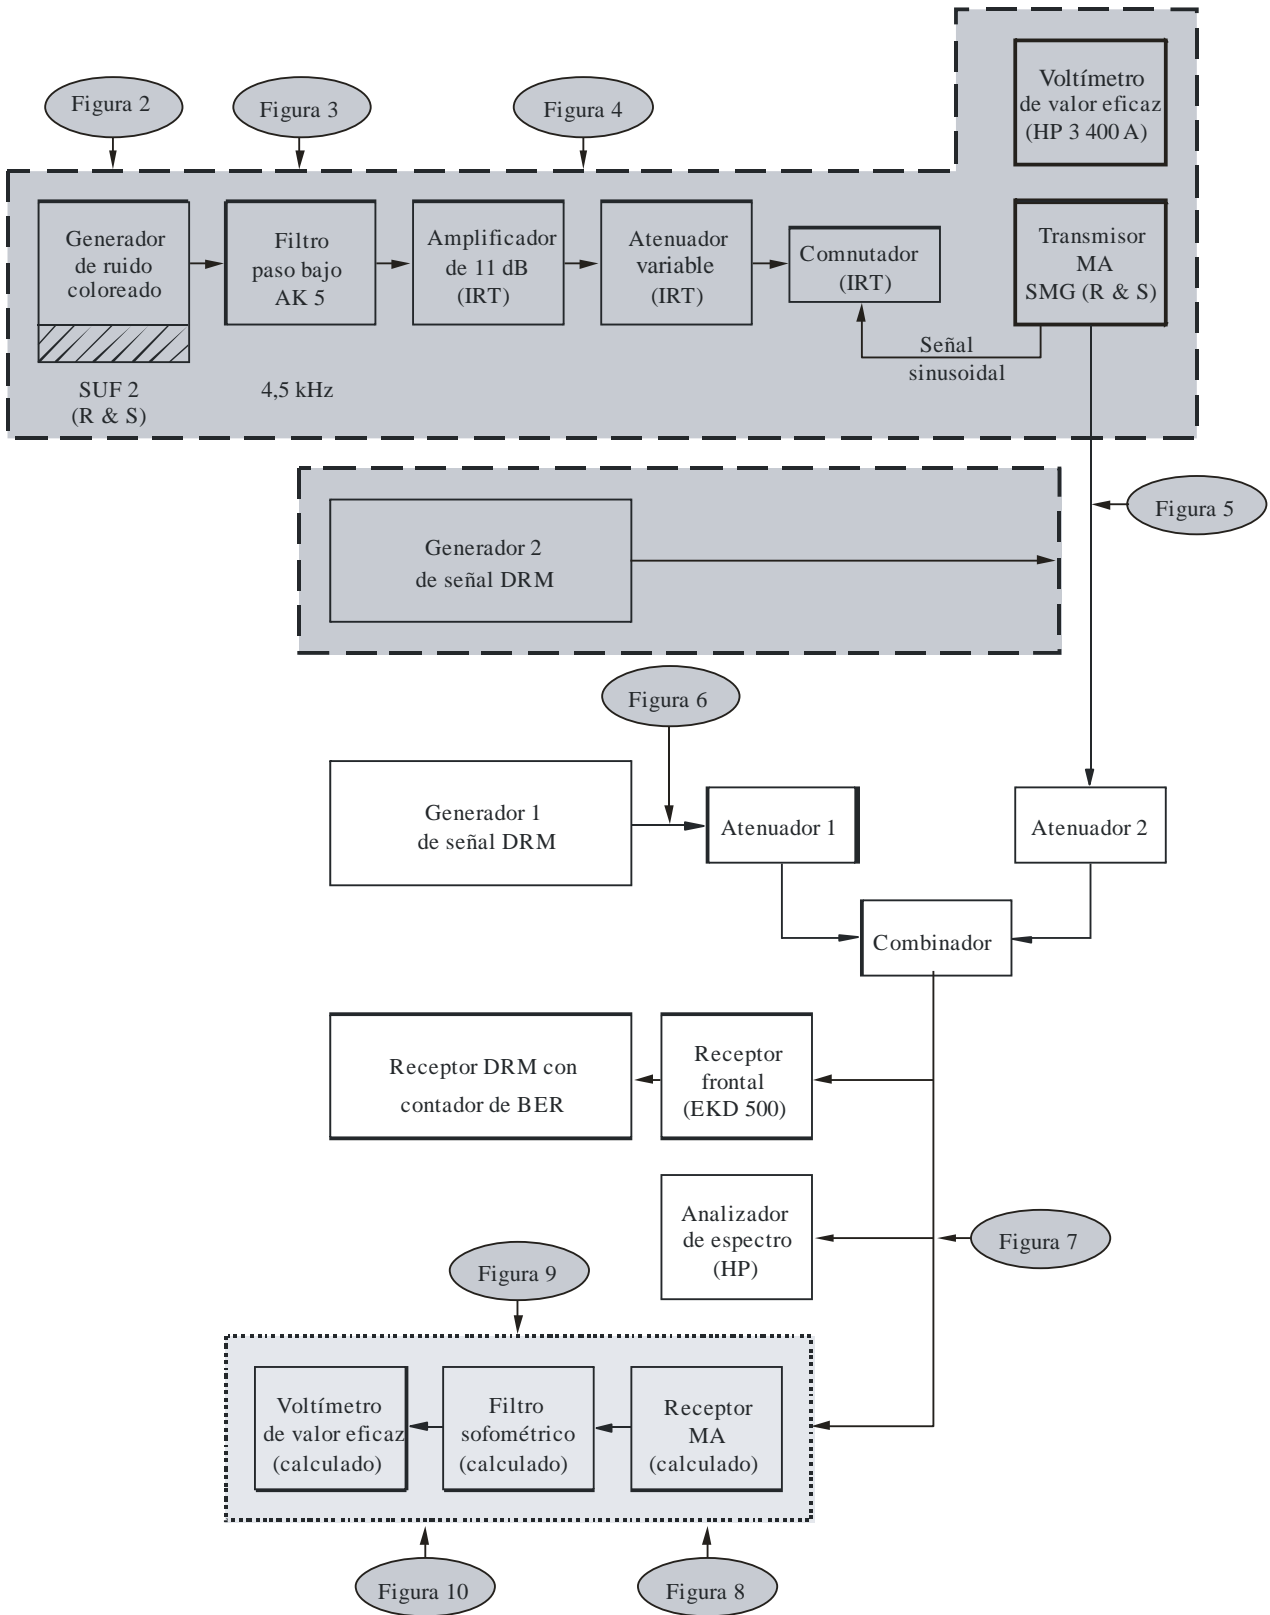 Voltímetro
de valor eficaz
(HP 3 400 A)
Figura 2
Figura 3
Figura 4
Generador
de ruido
coloreado
Filtro
paso bajo
AK 5
Amplificador
de 11 dB
(IRT)
Atenuador
variable
(IRT)
Comnutador
(IRT)
Transmisor
MA
SMG (R & S)
Señal
sinusoidal
SUF 2
(R & S)
4,5 kHz
Figura 5
Generador 2
de señal DRM
Figura 6
Generador 1
de señal DRM
Atenuador 1
Atenuador 2
Combinador
Receptor DRM con
contador de BER
Receptor
frontal
(EKD 500)
Analizador
de espectro
(HP)
Figura 7
Figura 9
Voltímetro
de valor eficaz
(calculado)
Filtro
sofométrico
(calculado)
Receptor
MA
(calculado)
Figura 10
Figura 8